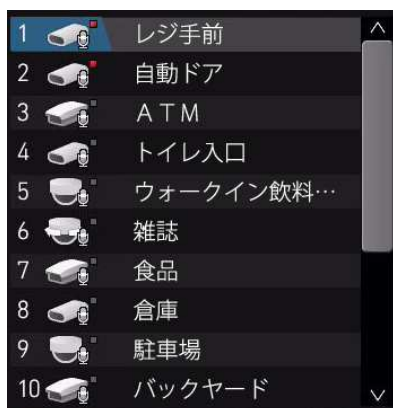 1 レジ手前
2 自動ドア
3 ATM
4 トイレ入口
5 ウォークイン飲料…
6 雑誌
7 食品
8 倉庫
9 駐車場
10 バックヤード